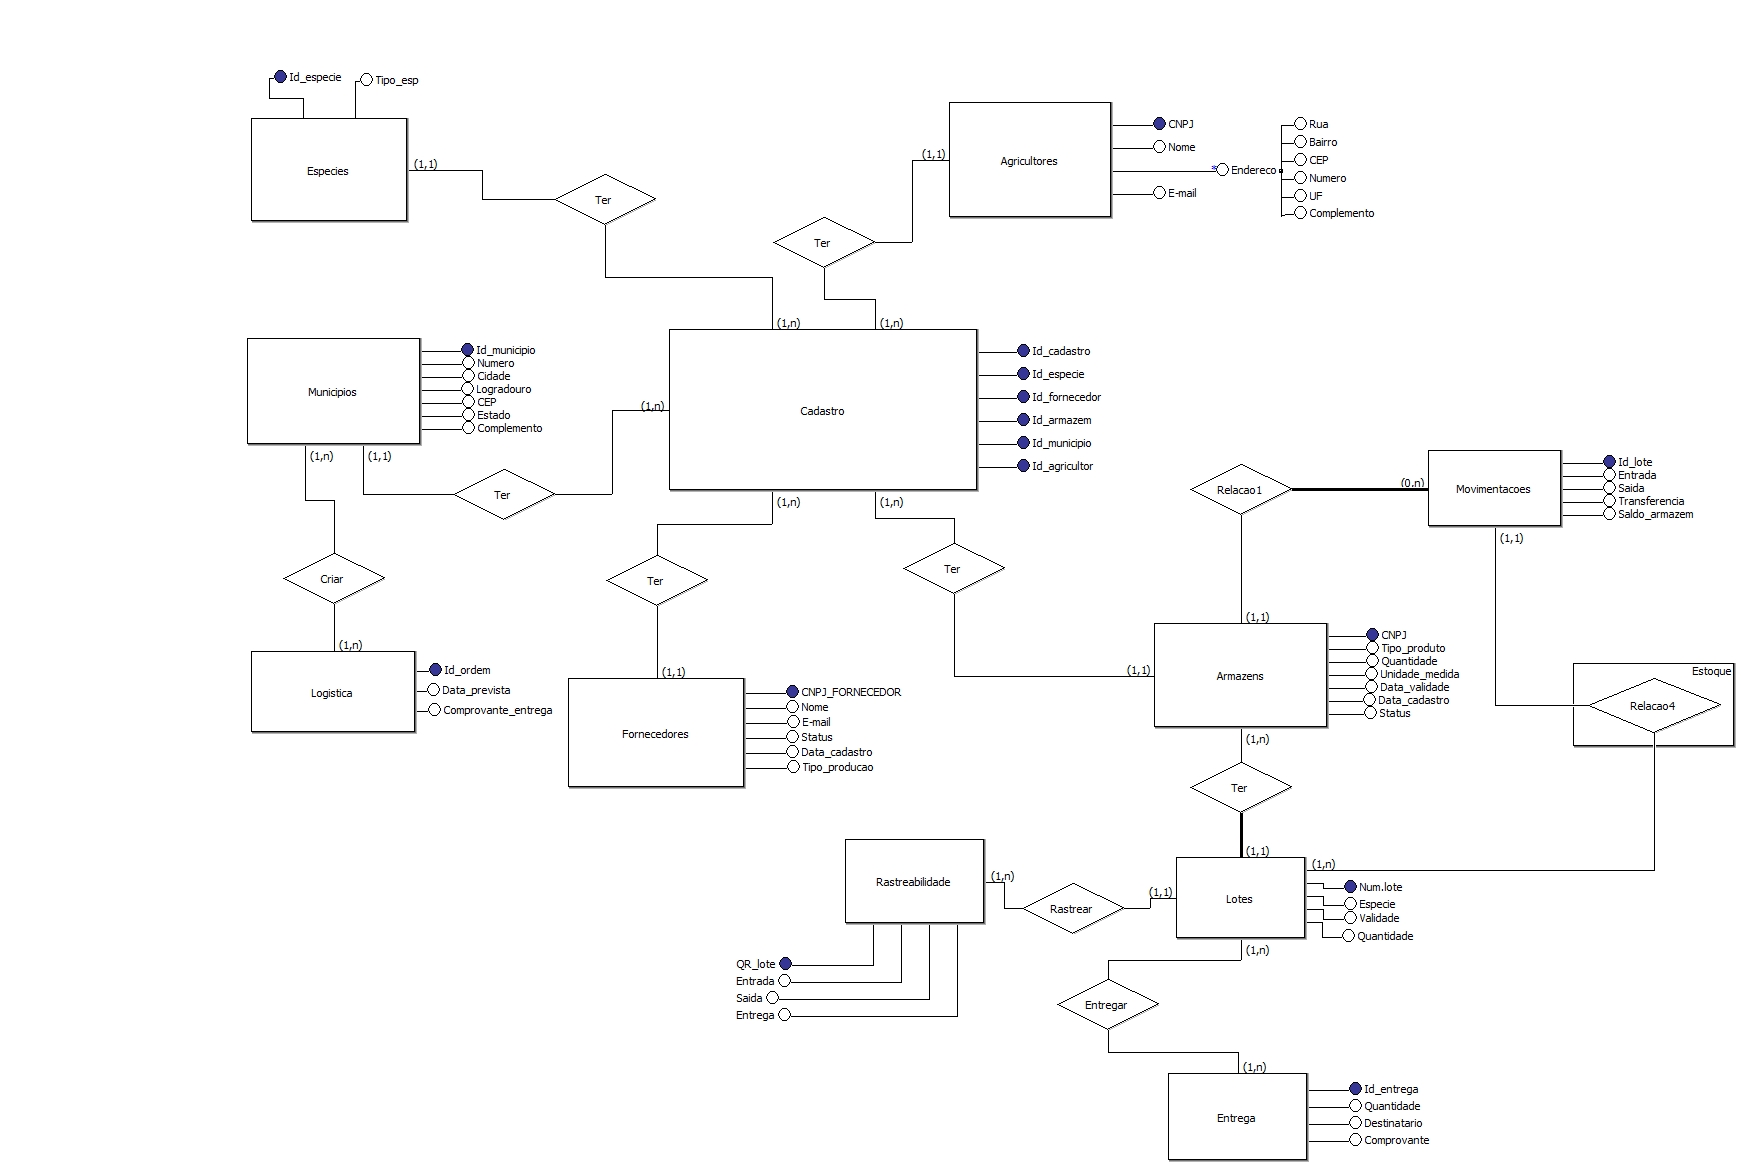 Id_especie
Tipo_esp
Especies
(1,1)
Ter
(1,1)
Agricultores
CNPJ
Nome
Endereco
E-mail
Rua
Bairro
CEP
Numero
UF
Complemento
Ter
(1,n)
(1,n)
Municipios
Id_municipio
Numero
Cidade
Logradouro
CEP
Estado
Complemento
(1,n)
(1,1)
(1,n)
Cadastro
Id_cadastro
Id_especie
Id_fornecedor
Id_armazem
Id_municipio
Id_agricultor
Ter
(1,n)
(1,n)
Relacao1
(0,n)
Movimentacoes
Id_lote
Entrada
Saida
Transferencia
Saldo_armazem
(1,1)
Criar
Ter
Ter
(1,n)
Logistica
Id_ordem
Data_prevista
Comprovante_entrega
(1,1)
Fornecedores
CNPJ_FORNECEDOR
Nome
E-mail
Status
Data_cadastro
Tipo_producao
(1,1)
(1,1)
Armazens
CNPJ
Tipo_produto
Quantidade
Unidade_medida
Data_validade
Data_cadastro
Status
Estoque
Relacao4
(1,n)
Ter
(1,1)
(1,n)
Rastreabilidade
(1,n)
Rastrear
(1,1)
Lotes
Num.lote
Especie
Validade
Quantidade
(1,n)
QR_lote
Entrada
Saida
Entrega
Entregar
(1,n)
Entrega
Id_entrega
Quantidade
Destinatario
Comprovante